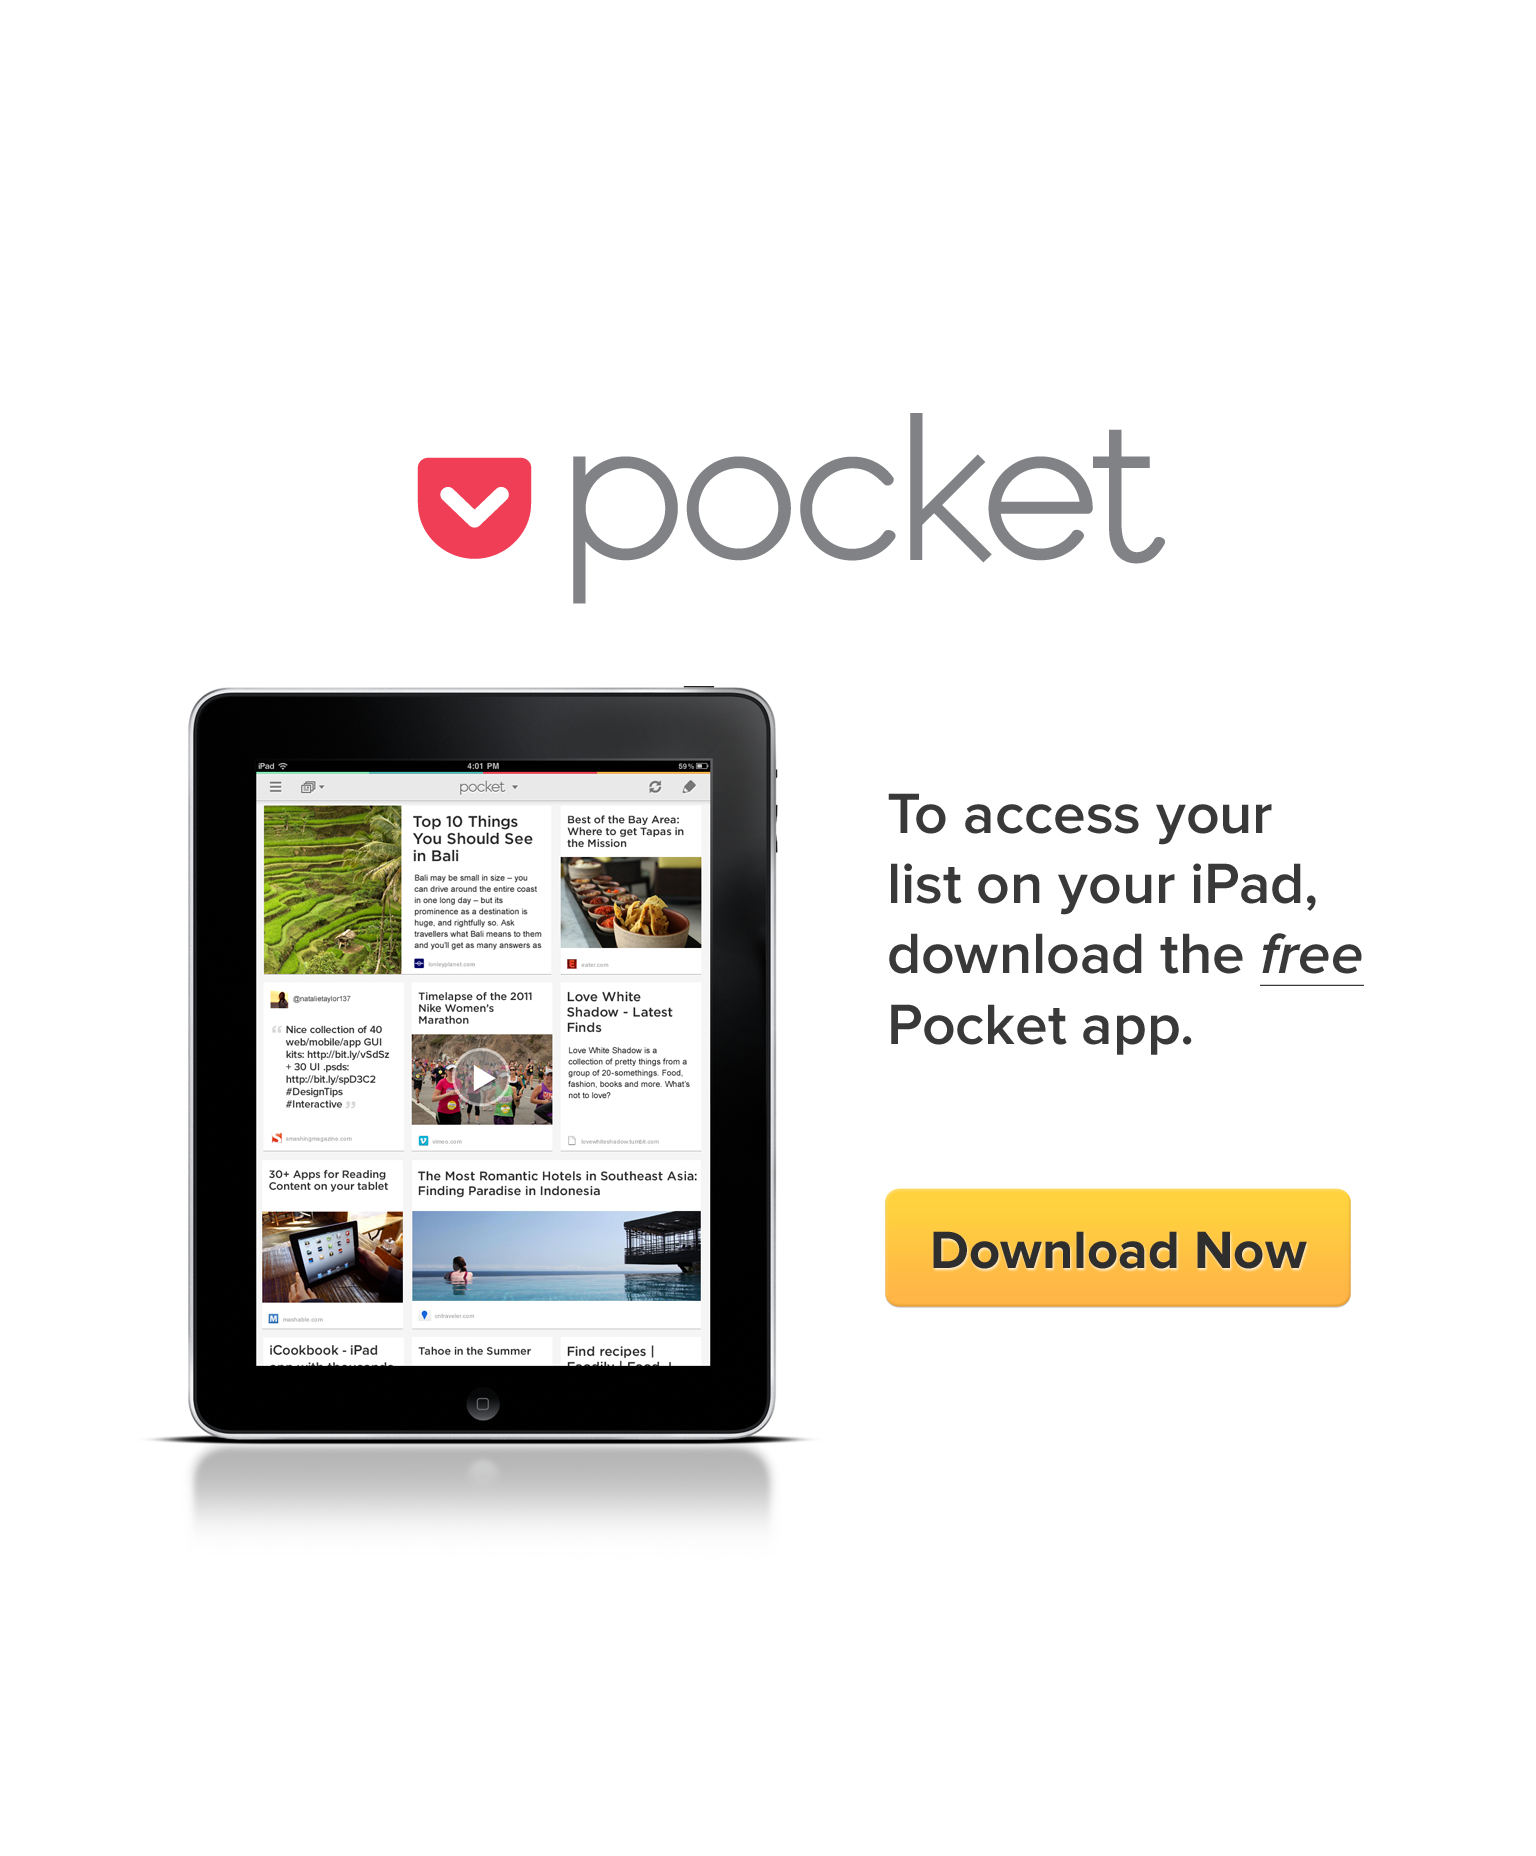 pocket
iPad
4:01 PM
59%
pocket
Top 10 Things
You Should See
in Bali
Bali may be small in size – you
can drive around the entire coast
in one long day – but its
prominence as a destination is
huge, and rightfully so. Ask
travellers what Bali means to them
and you'll get as many answers as
lonleyplanet.com
Best of the Bay Area:
Where to get Tapas in
the Mission
eater.com
@natalietaylor137
“ Nice collection of 40
web/mobile/app GUI
kits: http://bit.ly/vSdSz
+ 30 UI .psds:
http://bit.ly/spD3C2
#DesignTips
#Interactive ”
smashingmagazine.com
Timelapse of the 2011
Nike Women's
Marathon
vimeo.com
Love White
Shadow - Latest
Finds
Love White Shadow is a
collection of pretty things from a
group of 20-somethings. Food,
fashion, books and more. What's
not to love?
lovewhiteshadow.tumblr.com
30+ Apps for Reading
Content on your tablet
M mashable.com
The Most Romantic Hotels in Southeast Asia:
Finding Paradise in Indonesia
cntraveler.com
iCookbook - iPad
app with thousands
Tahoe in the Summer
Find recipes |
Foodily | Food, I
To access your
list on your iPad,
download the free
Pocket app.
Download Now